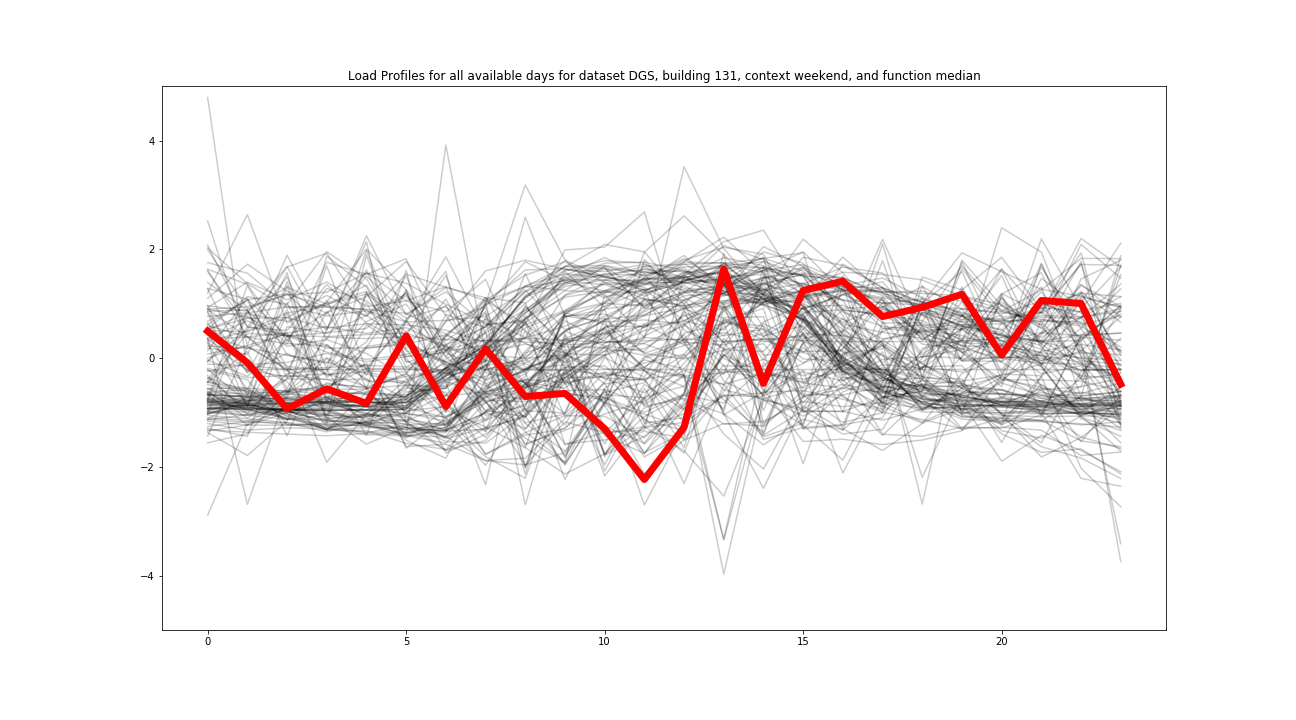 Load Profiles for all available days for dataset DGS, building 131, context weekend, and function median
4
2
0
−2
−4
0 5 10 15 20